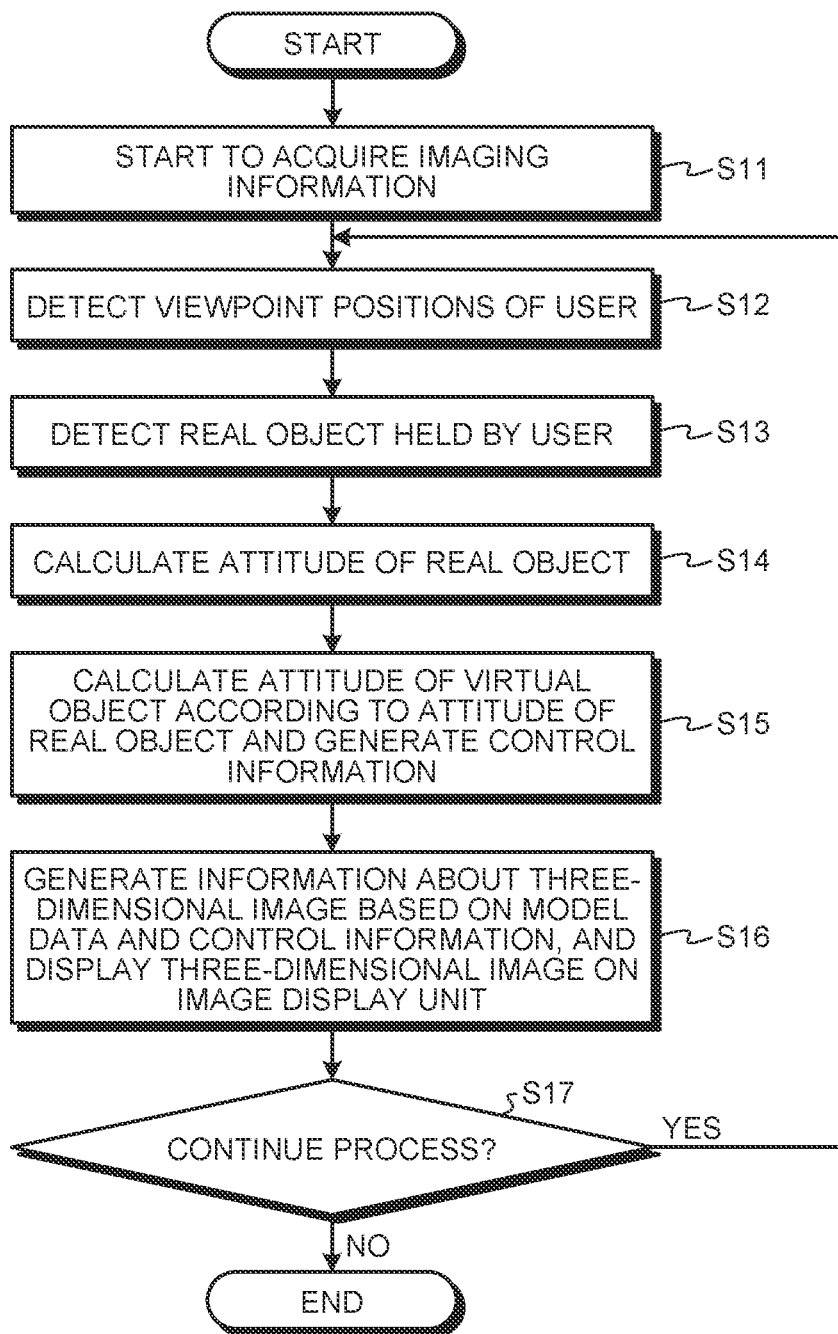 START
START TO ACQUIRE IMAGING
INFORMATION
S11
DETECT VIEWPOINT POSITIONS OF USER
S12
DETECT REAL OBJECT HELD BY USER
S13
CALCULATE ATTITUDE OF REAL OBJECT
S14
CALCULATE ATTITUDE OF VIRTUAL
OBJECT ACCORDING TO ATTITUDE OF
REAL OBJECT AND GENERATE CONTROL
INFORMATION
S15
GENERATE INFORMATION ABOUT THREE-
DIMENSIONAL IMAGE BASED ON MODEL
DATA AND CONTROL INFORMATION, AND
DISPLAY THREE-DIMENSIONAL IMAGE ON
IMAGE DISPLAY UNIT
S16
S17
CONTINUE PROCESS?
YES
NO
END